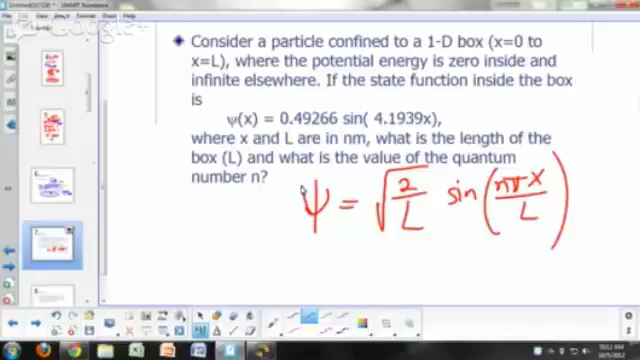 Consider a particle confined to a 1-D box (x=0 to
x=L), where the potential energy is zero inside and
infinite elsewhere. If the state function inside the box
is
ψ(x) = 0.49266 sin( 4.1939x),
where x and L are in nm, what is the length of the
box (L) and what is the value of the quantum
number n?
ψ = √(2/L) sin(nπx/L)